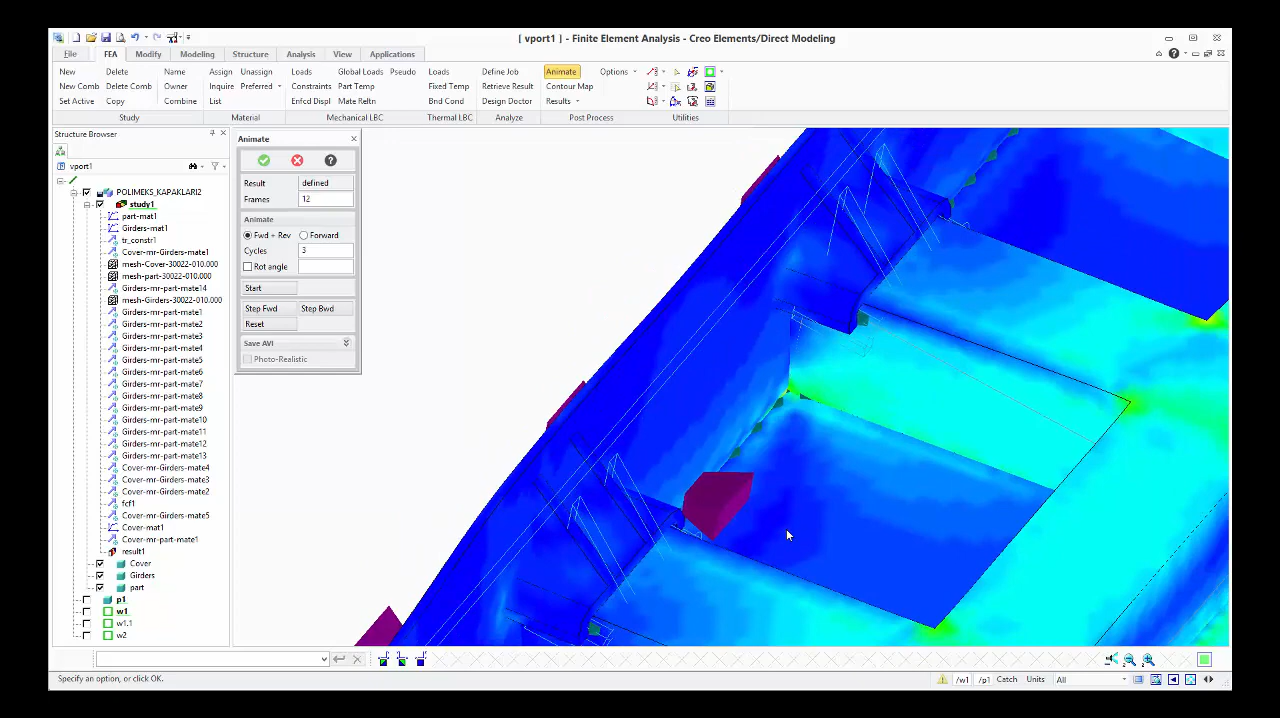 [ vport1 ] - Finite Element Analysis - Creo Elements/Direct Modeling
File FEA Modify Modeling Structure Analysis View Applications
New Delete Name Assign Unassign Loads Global Loads Pseudo Loads Define Job Animate Options
New Comb Delete Comb Owner Inquire Preferred Constraints Part Temp Fixed Temp Retrieve Result Contour Map
Set Active Copy Combine List Enfcd Displ Mate Reltn Bnd Cond Design Doctor Results
Study Material Mechanical LBC Thermal LBC Analyze Post Process Utilities
Structure Browser
vport1
POLIMEKS_KAPAKLARI2
study1
part-mat1
Girders-mat1
tr_constr1
Cover-mr-Girders-mate1
mesh-Cover-30022-010.000
mesh-part-30022-010.000
Girders-mr-part-mate14
mesh-Girders-30022-010.000
Girders-mr-part-mate1
Girders-mr-part-mate2
Girders-mr-part-mate3
Girders-mr-part-mate4
Girders-mr-part-mate5
Girders-mr-part-mate6
Girders-mr-part-mate7
Girders-mr-part-mate8
Girders-mr-part-mate9
Girders-mr-part-mate10
Girders-mr-part-mate11
Girders-mr-part-mate12
Girders-mr-part-mate13
Cover-mr-Girders-mate4
Cover-mr-Girders-mate3
Cover-mr-Girders-mate2
fcf1
Cover-mr-Girders-mate5
Cover-mat1
Cover-mr-part-mate1
result1
Cover
Girders
part
p1
w1
w1.1
w2
Animate
Result defined
Frames 12
Animate
Fwd + Rev Forward
Cycles 3
Rot angle
Start
Step Fwd Step Bwd
Reset
Save AVI
Photo-Realistic
Specify an option, or click OK.
/w1 /p1 Catch Units All